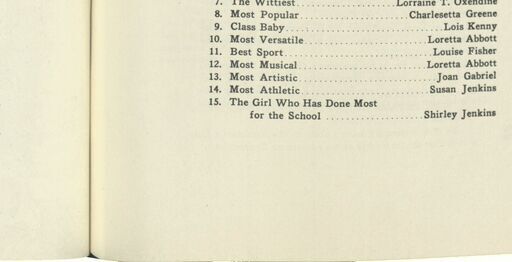 7. The Wittiest..................Lorraine T. Oxendine
8. Most Popular..................Charlesetta Greene
9. Class Baby..................Lois Kenny
10. Most Versatile..................Loretta Abbott
11. Best Sport..................Louise Fisher
12. Most Musical..................Loretta Abbott
13. Most Artistic..................Joan Gabriel
14. Most Athletic..................Susan Jenkins
15. The Girl Who Has Done Most
for the School ..................Shirley Jenkins